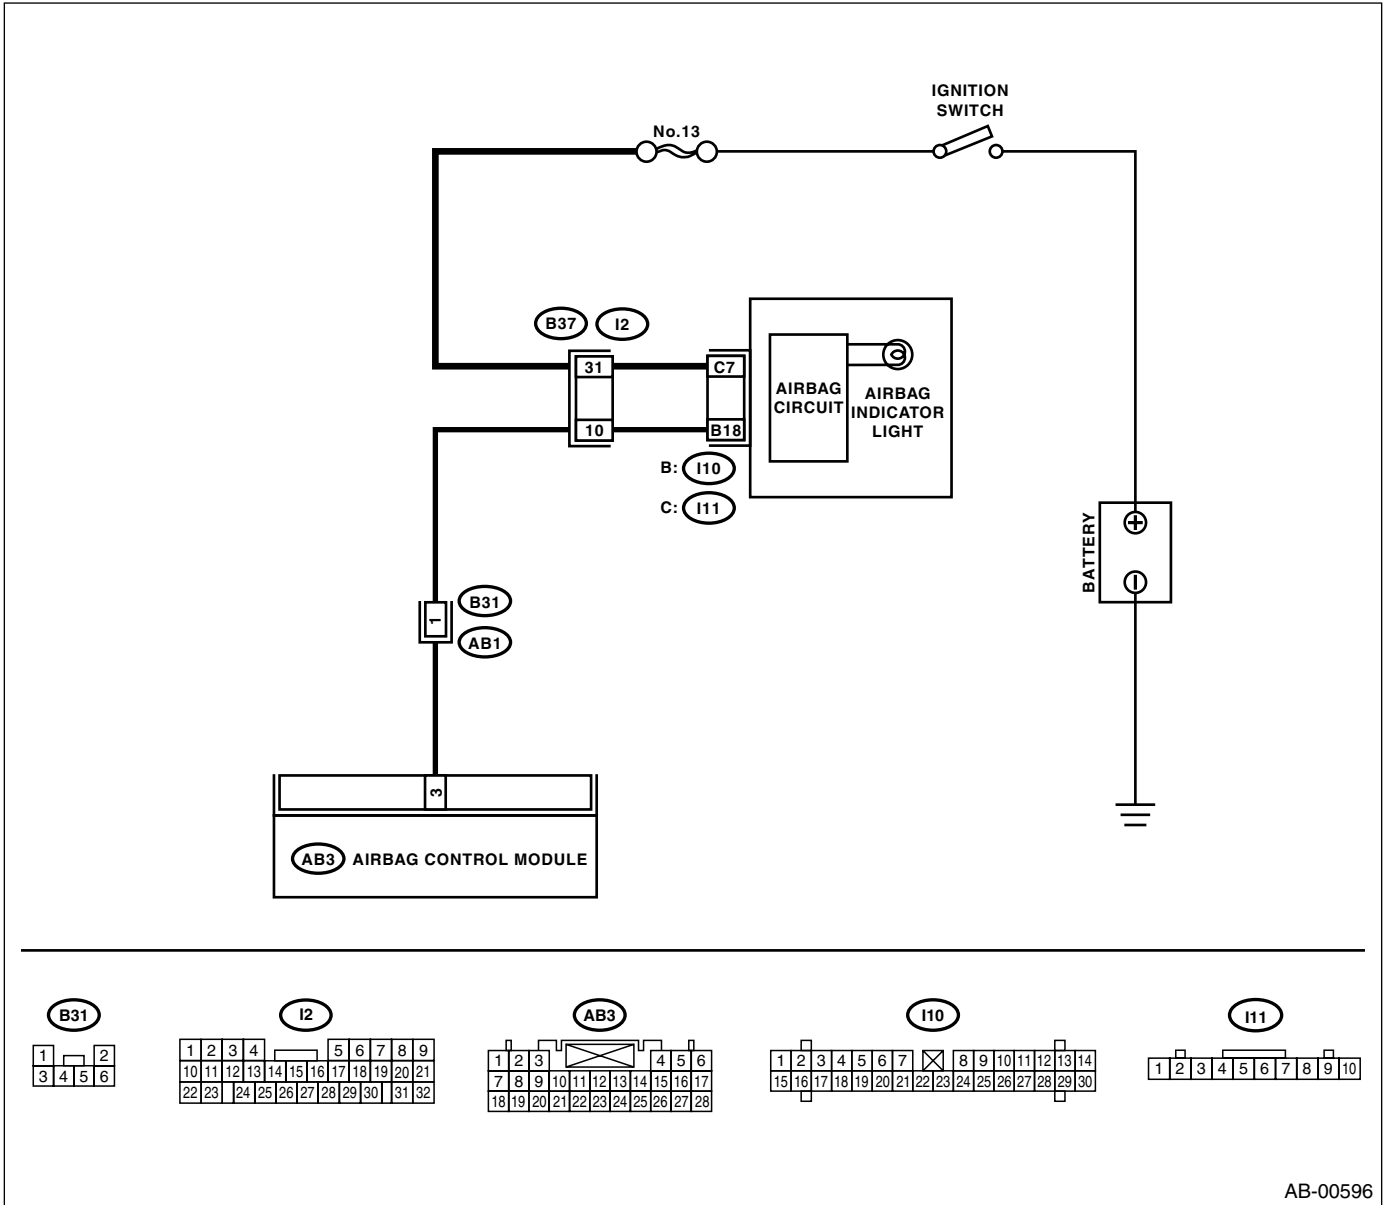 IGNITION
SWITCH
No.13
B37 I2
31 C7
10 B18
AIRBAG
CIRCUIT
AIRBAG
INDICATOR
LIGHT
B: I10
C: I11
BATTERY
B31
1
AB1
3
AB3 AIRBAG CONTROL MODULE
B31
1 2
3 4 5 6
I2
1 2 3 4 5 6 7 8 9
10 11 12 13 14 15 16 17 18 19 20 21
22 23 24 25 26 27 28 29 30 31 32
AB3
1 2 3 4 5 6
7 8 9 10 11 12 13 14 15 16 17
18 19 20 21 22 23 24 25 26 27 28
I10
1 2 3 4 5 6 7 8 9 10 11 12 13 14
15 16 17 18 19 20 21 22 23 24 25 26 27 28 29 30
I11
1 2 3 4 5 6 7 8 9 10
AB-00596